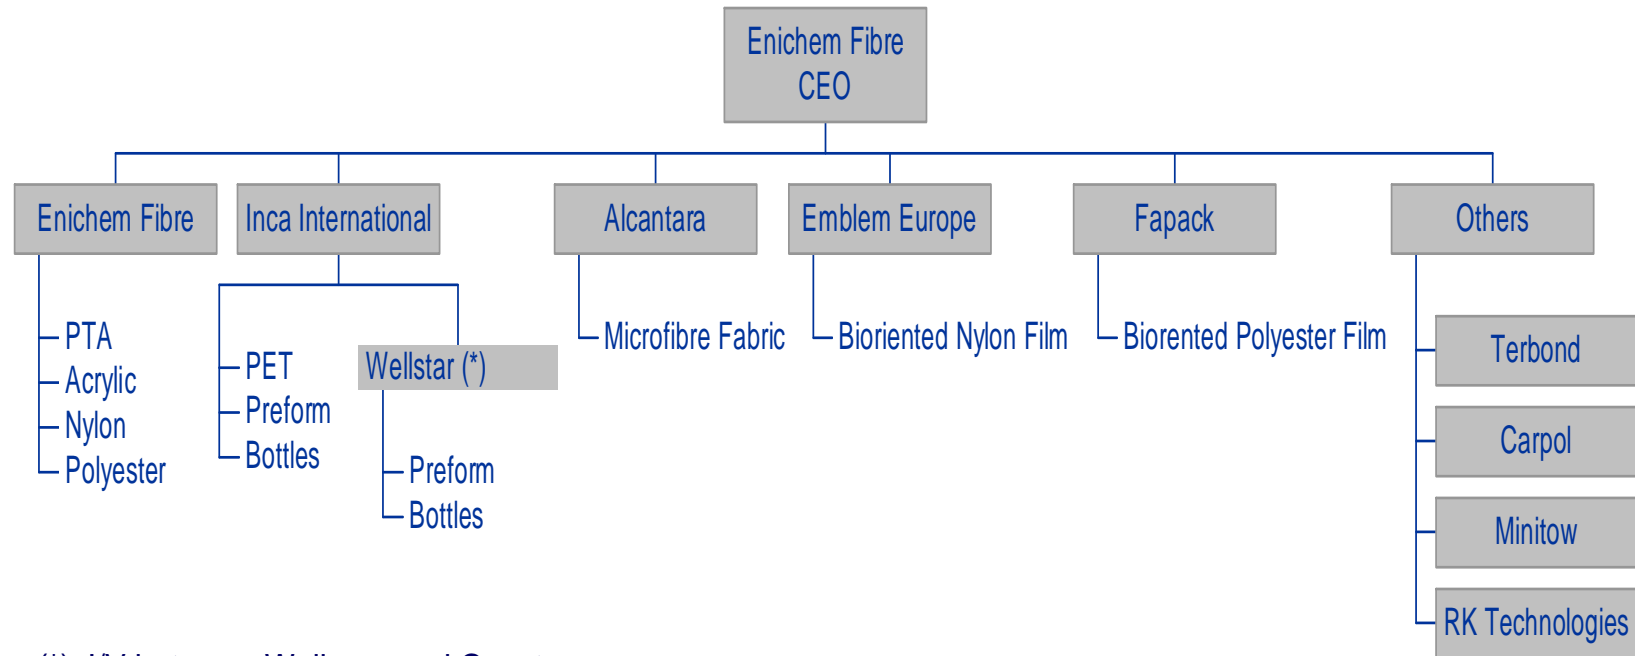 Enichem Fibre
CEO
Enichem Fibre
Inca International
Alcantara
Emblem Europe
Fapack
Others
PTA
Acrylic
Nylon
Polyester
PET
Preform
Bottles
Wellstar (*)
Preform
Bottles
Microfibre Fabric
Bioriented Nylon Film
Biorented Polyester Film
Terbond
Carpol
Minitow
RK Technologies